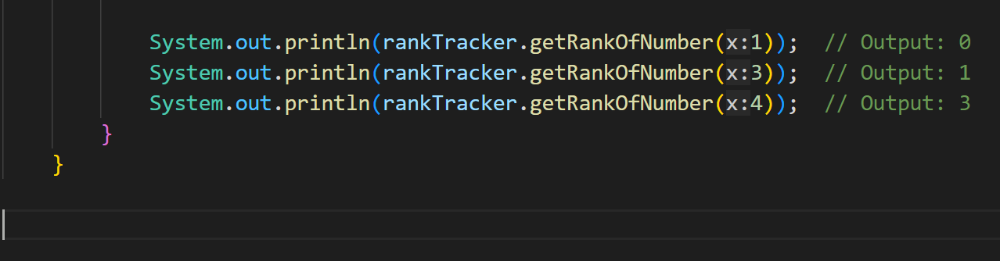 System.out.println(rankTracker.getRankOfNumber(x:1));  // Output: 0
System.out.println(rankTracker.getRankOfNumber(x:3));  // Output: 1
System.out.println(rankTracker.getRankOfNumber(x:4));  // Output: 3
}
}